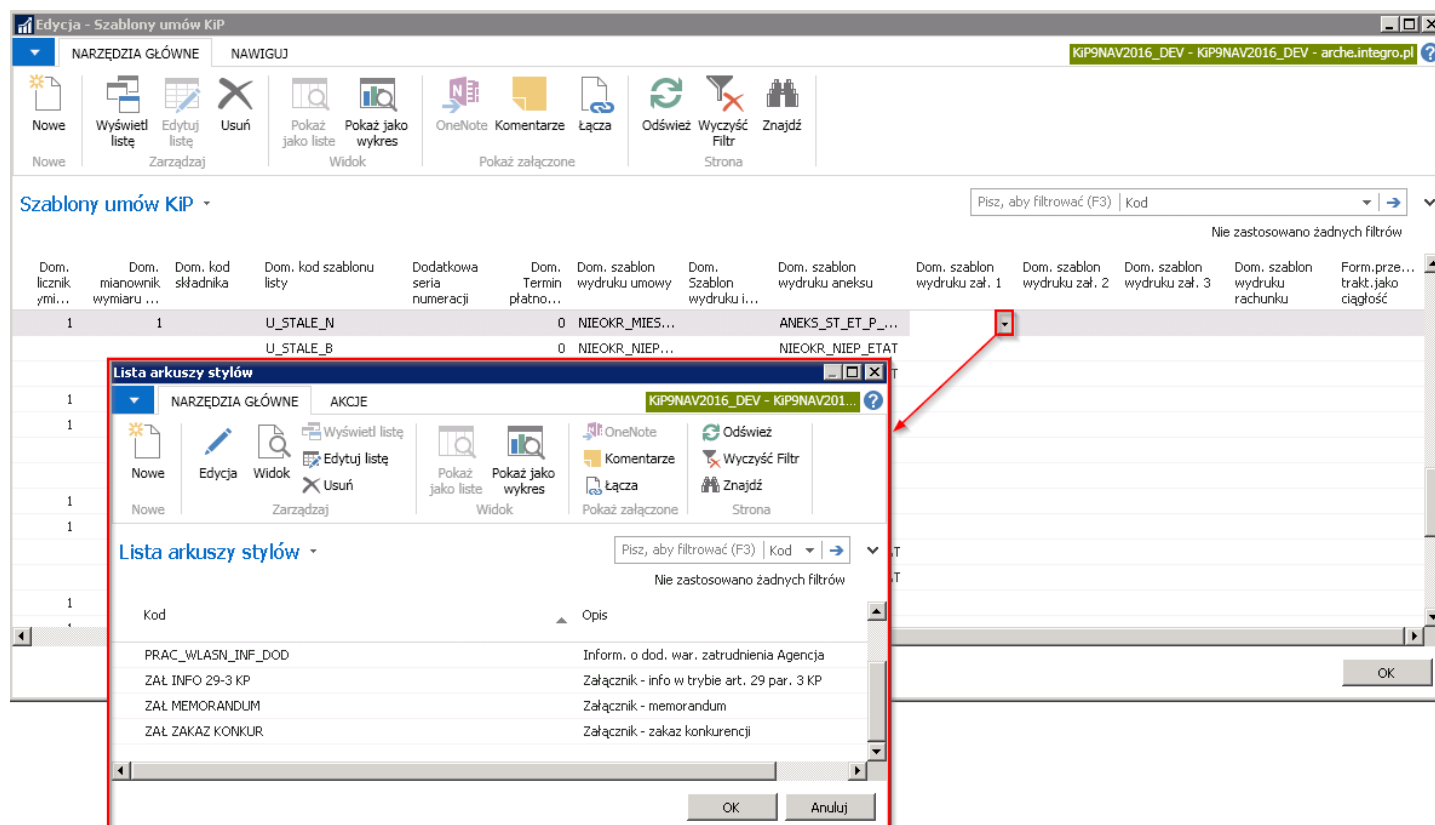 Edycja - Szablony umów KiP
NARZĘDZIA GŁÓWNE NAWIGUJ KiP9NAV2016_DEV - KiP9NAV2016_DEV - arche.integro.pl
Nowe Wyświetl listę Edytuj listę Usuń Pokaż jako liste Pokaż jako wykres OneNote Komentarze Łącza Odśwież Wyczyść Filtr Znajdź
Nowe Zarządzaj Widok Pokaż załączone Strona
Szablony umów KiP Pisz, aby filtrować (F3) Kod
Nie zastosowano żadnych filtrów
Dom. licznik ymi... Dom. mianownik wymiaru ... Dom. kod składnika Dom. kod szablonu listy Dodatkowa seria numeracji Dom. Termin płatno... Dom. szablon wydruku umowy Dom. Szablon wydruku i... Dom. szablon wydruku aneksu Dom. szablon wydruku zał. 1 Dom. szablon wydruku zał. 2 Dom. szablon wydruku zał. 3 Dom. szablon wydruku rachunku Form.prze... trakt.jako ciągłość
1 1 U_STALE_N 0 NIEOKR_MIES... ANEKS_ST_ET_P_...
U_STALE_B 0 NIEOKR_NIEP... NIEOKR_NIEP_ETAT
T
1
1
1
1
T
T
1
Lista arkuszy stylów
NARZĘDZIA GŁÓWNE AKCJE KiP9NAV2016_DEV - KiP9NAV201...
Nowe Edycja Widok Wyświetl listę Edytuj listę Usuń Pokaż jako liste Pokaż jako wykres OneNote Komentarze Łącza Odśwież Wyczyść Filtr Znajdź
Nowe Zarządzaj Widok Pokaż załączone Strona
Lista arkuszy stylów Pisz, aby filtrować (F3) Kod
Nie zastosowano żadnych filtrów
Kod Opis
PRAC_WLASN_INF_DOD Inform. o dod. war. zatrudnienia Agencja
ZAŁ INFO 29-3 KP Załącznik - info w trybie art. 29 par. 3 KP
ZAŁ MEMORANDUM Załącznik - memorandum
ZAŁ ZAKAZ KONKUR Załącznik - zakaz konkurencji
OK Anuluj
OK